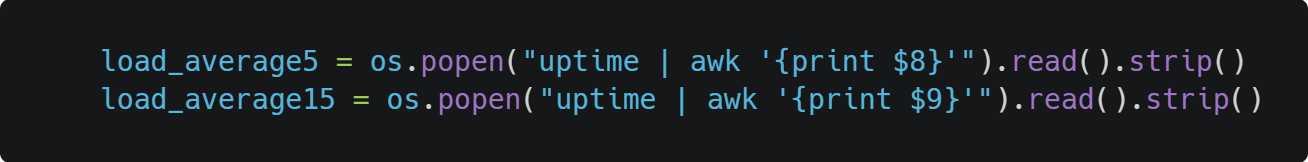 load_average5 = os.popen("uptime | awk '{print $8}'").read().strip()
load_average15 = os.popen("uptime | awk '{print $9}'").read().strip()